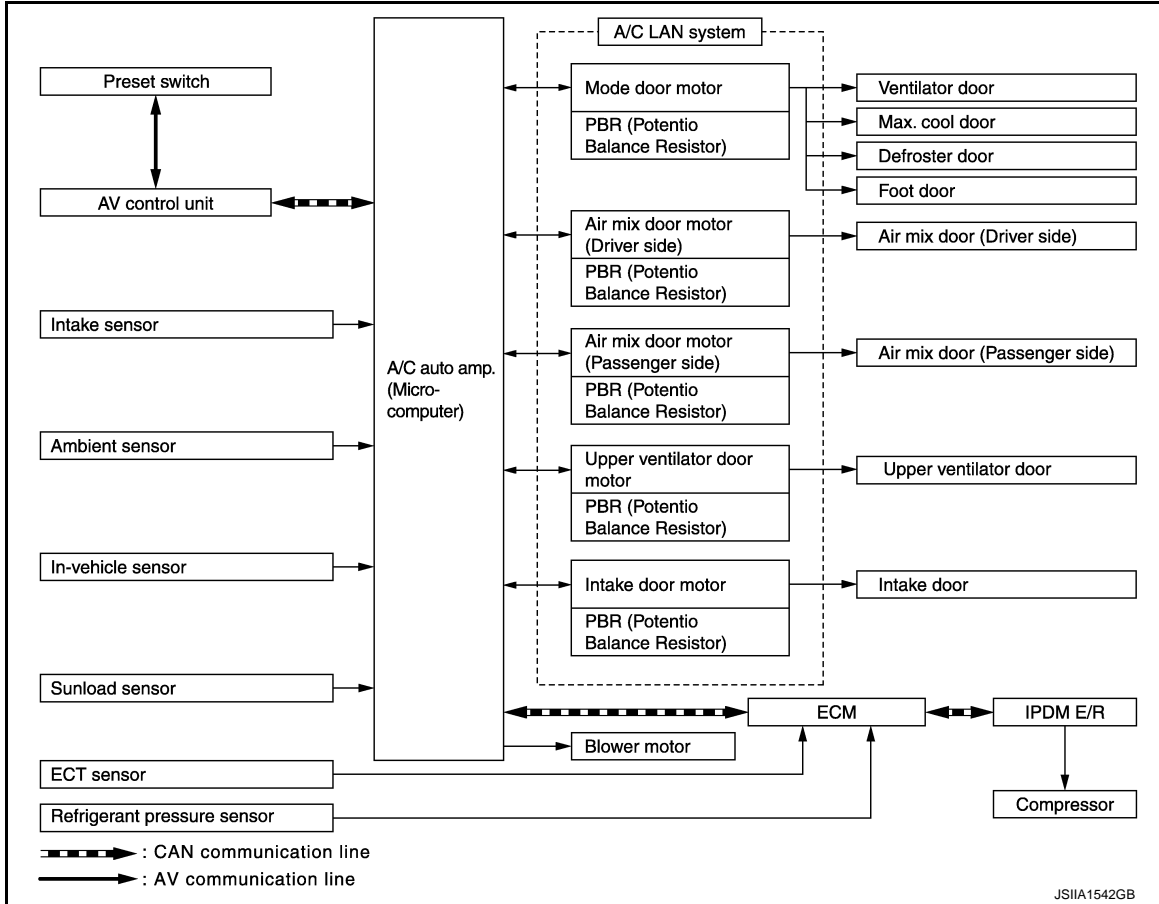 A/C LAN system
Preset switch
AV control unit
Intake sensor
Ambient sensor
In-vehicle sensor
Sunload sensor
ECT sensor
Refrigerant pressure sensor
A/C auto amp.
(Micro-
computer)
Mode door motor
PBR (Potentio
Balance Resistor)
Air mix door motor
(Driver side)
PBR (Potentio
Balance Resistor)
Air mix door motor
(Passenger side)
PBR (Potentio
Balance Resistor)
Upper ventilator door
motor
PBR (Potentio
Balance Resistor)
Intake door motor
PBR (Potentio
Balance Resistor)
Ventilator door
Max. cool door
Defroster door
Foot door
Air mix door (Driver side)
Air mix door (Passenger side)
Upper ventilator door
Intake door
ECM
IPDM E/R
Blower motor
Compressor
: CAN communication line
: AV communication line
JSIIA1542GB